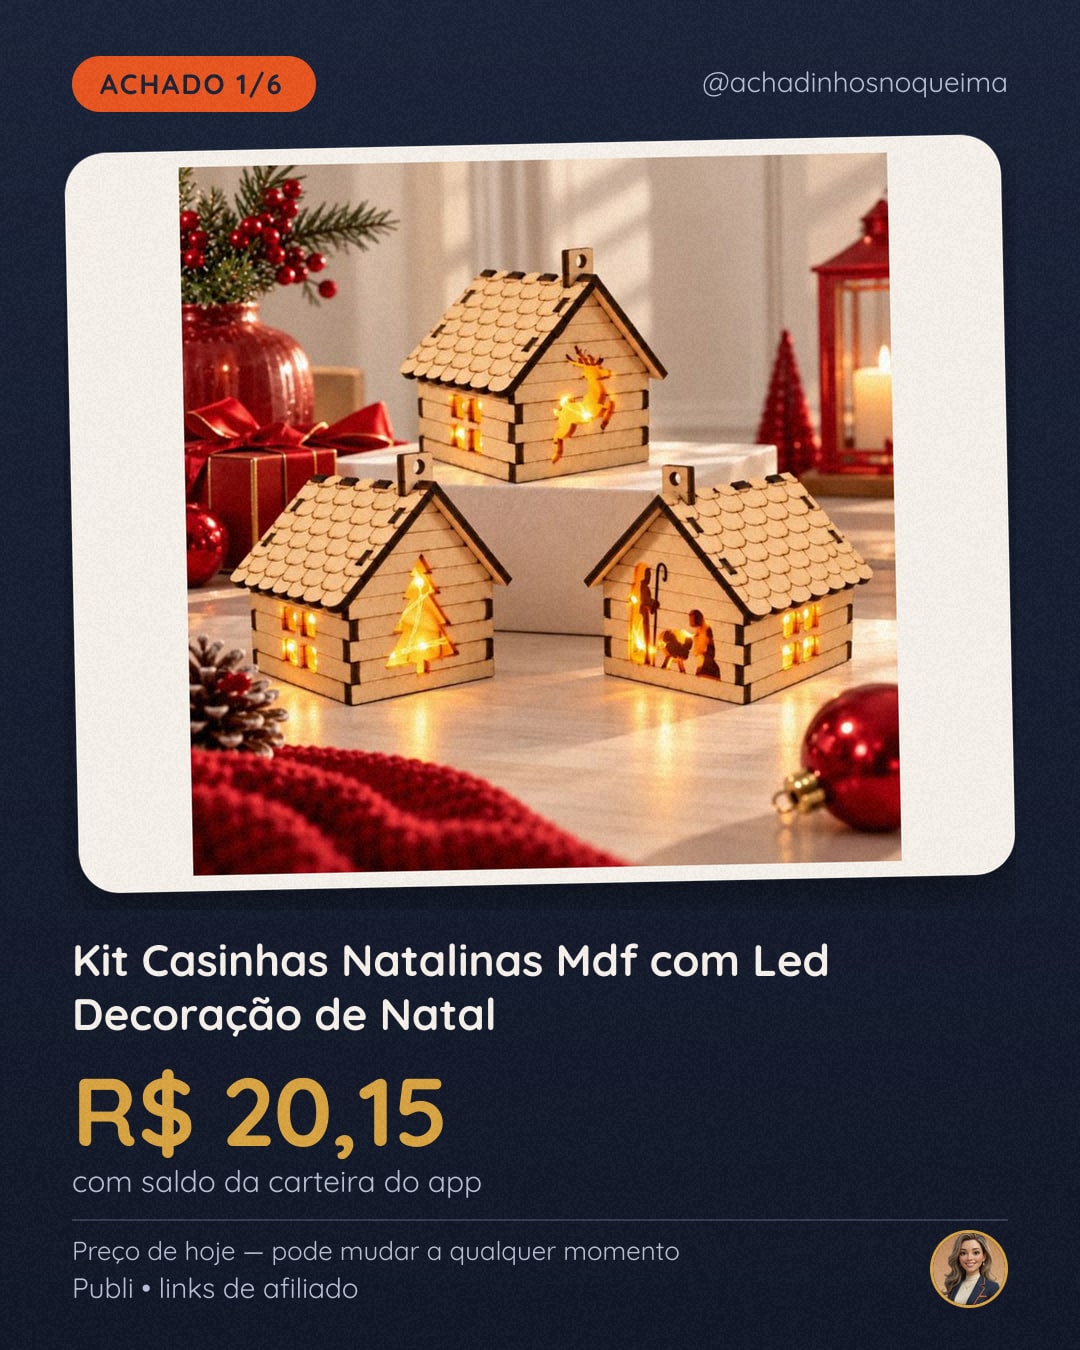 ACHADO 1/6
@achadinhosnoqueima
Kit Casinhas Natalinas Mdf com Led
Decoração de Natal
R$ 20,15
com saldo da carteira do app
Preço de hoje — pode mudar a qualquer momento
Publi • links de afiliado